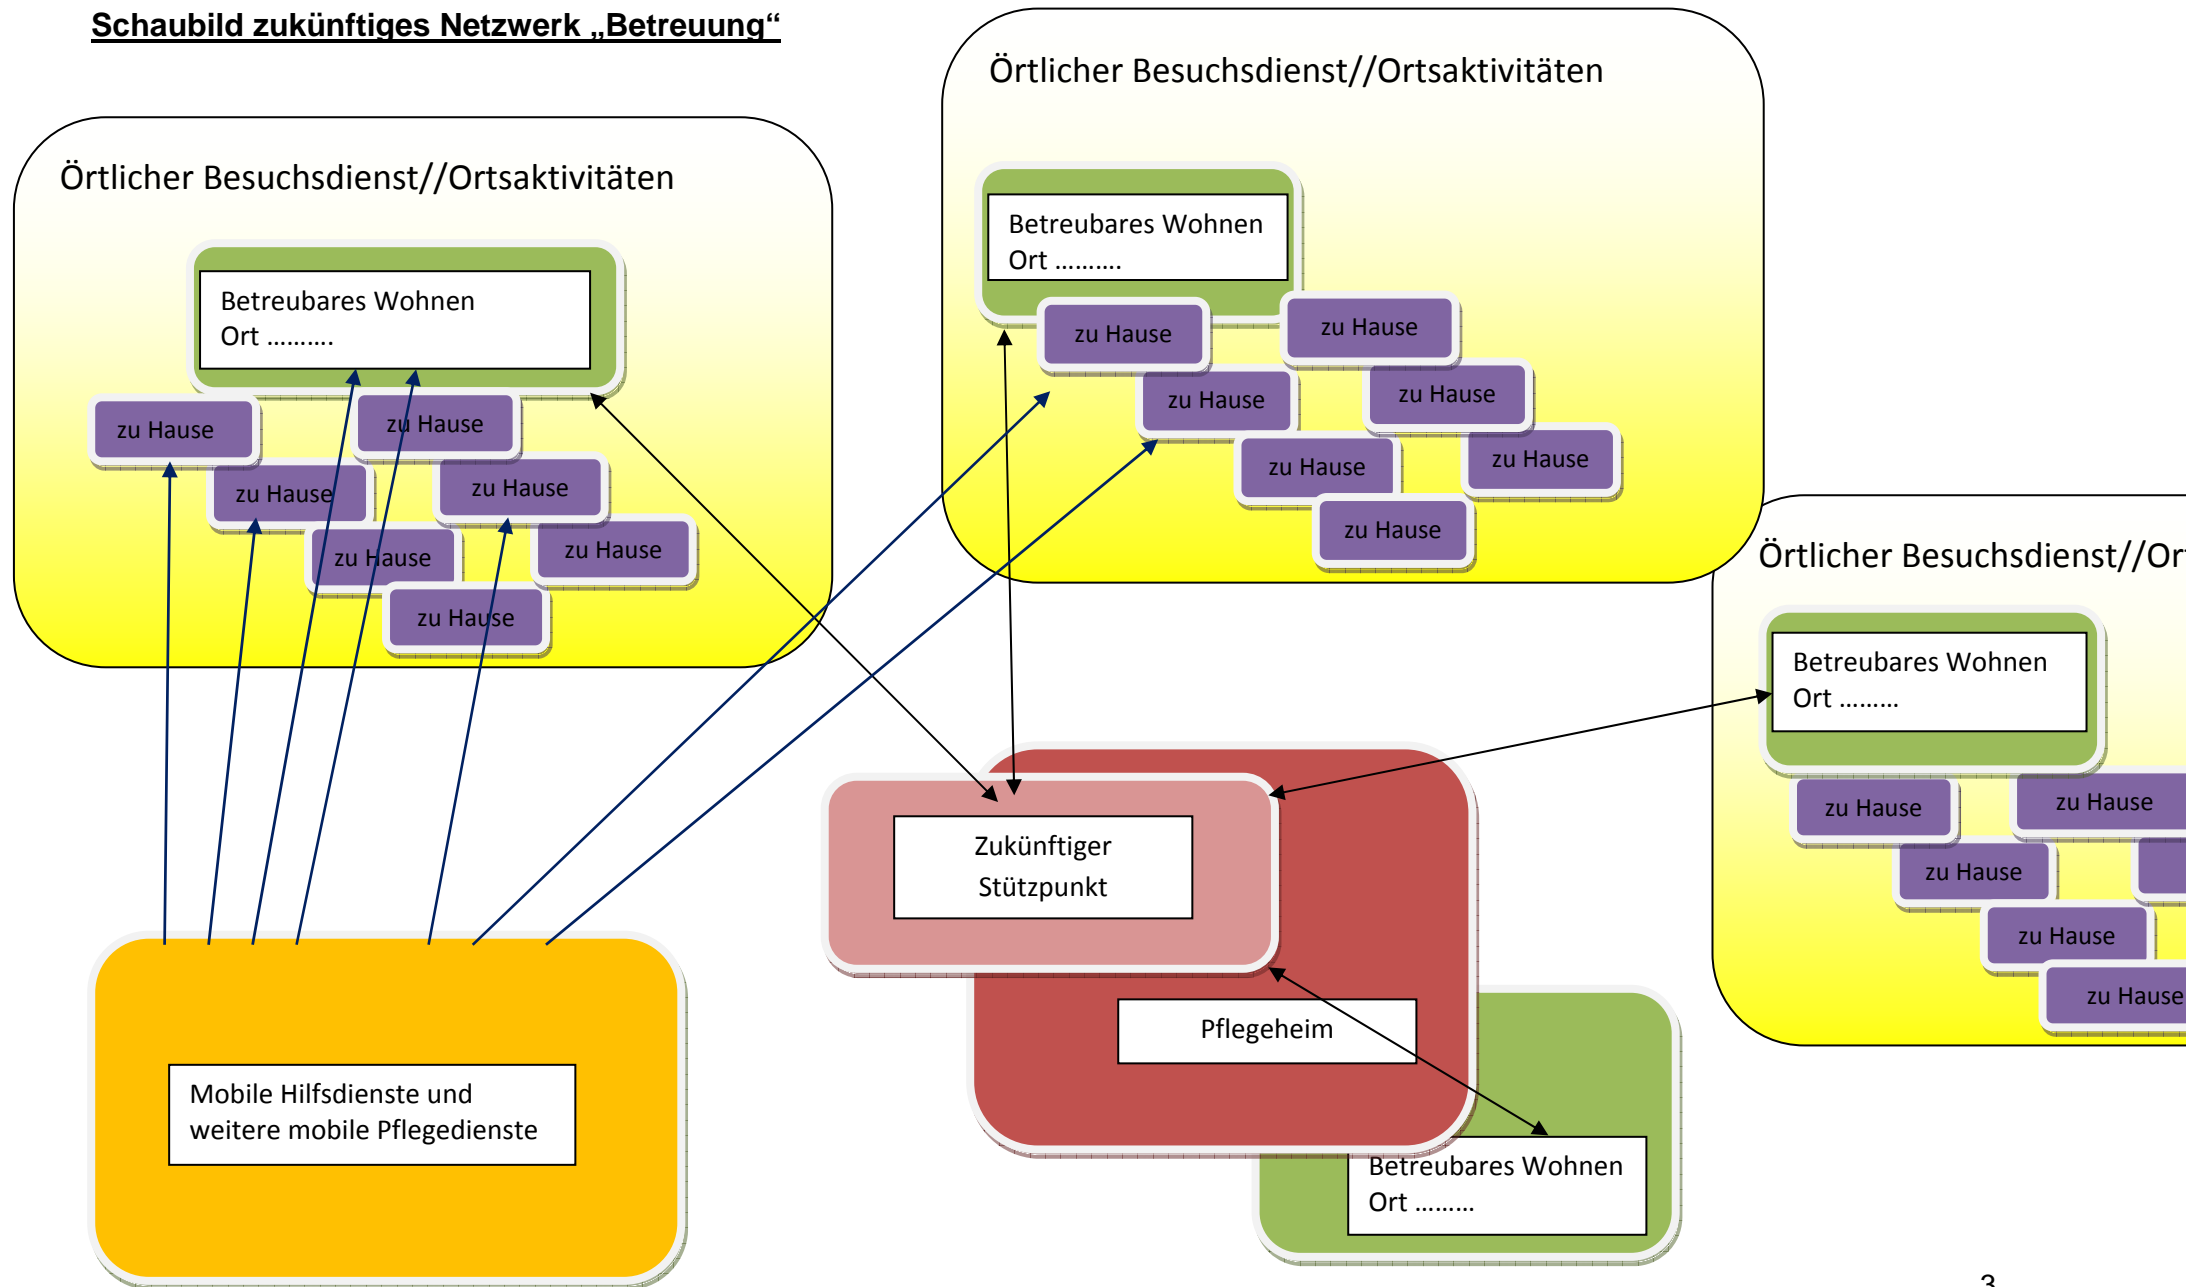 Schaubild zukünftiges Netzwerk „Betreuung“
Örtlicher Besuchsdienst//Ortsaktivitäten
Betreubares Wohnen
Ort ……….
zu Hause
zu Hause
zu Hause
zu Hause
zu Hause
zu Hause
zu Hause
Örtlicher Besuchsdienst//Ortsaktivitäten
Betreubares Wohnen
Ort ……….
zu Hause
zu Hause
zu Hause
zu Hause
zu Hause
zu Hause
zu Hause
Örtlicher Besuchsdienst//Ort
Betreubares Wohnen
Ort ………
zu Hause
zu Hause
zu Hause
zu Hause
zu Hause
Zukünftiger
Stützpunkt
Pflegeheim
Betreubares Wohnen
Ort ………
Mobile Hilfsdienste und
weitere mobile Pflegedienste
3